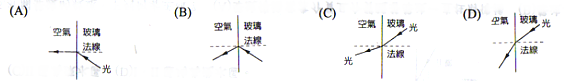 (A) 空氣 玻璃 法線 光
(B) 空氣 玻璃 法線
(C) 空氣 玻璃 光 法線 光
(D) 空氣 玻璃 光 法線